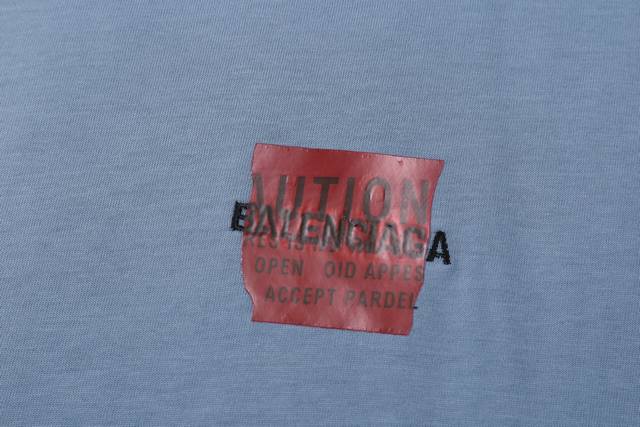 AUTION
BALENCIAGA
OPEN OID APPES
ACCEPT PARDEL